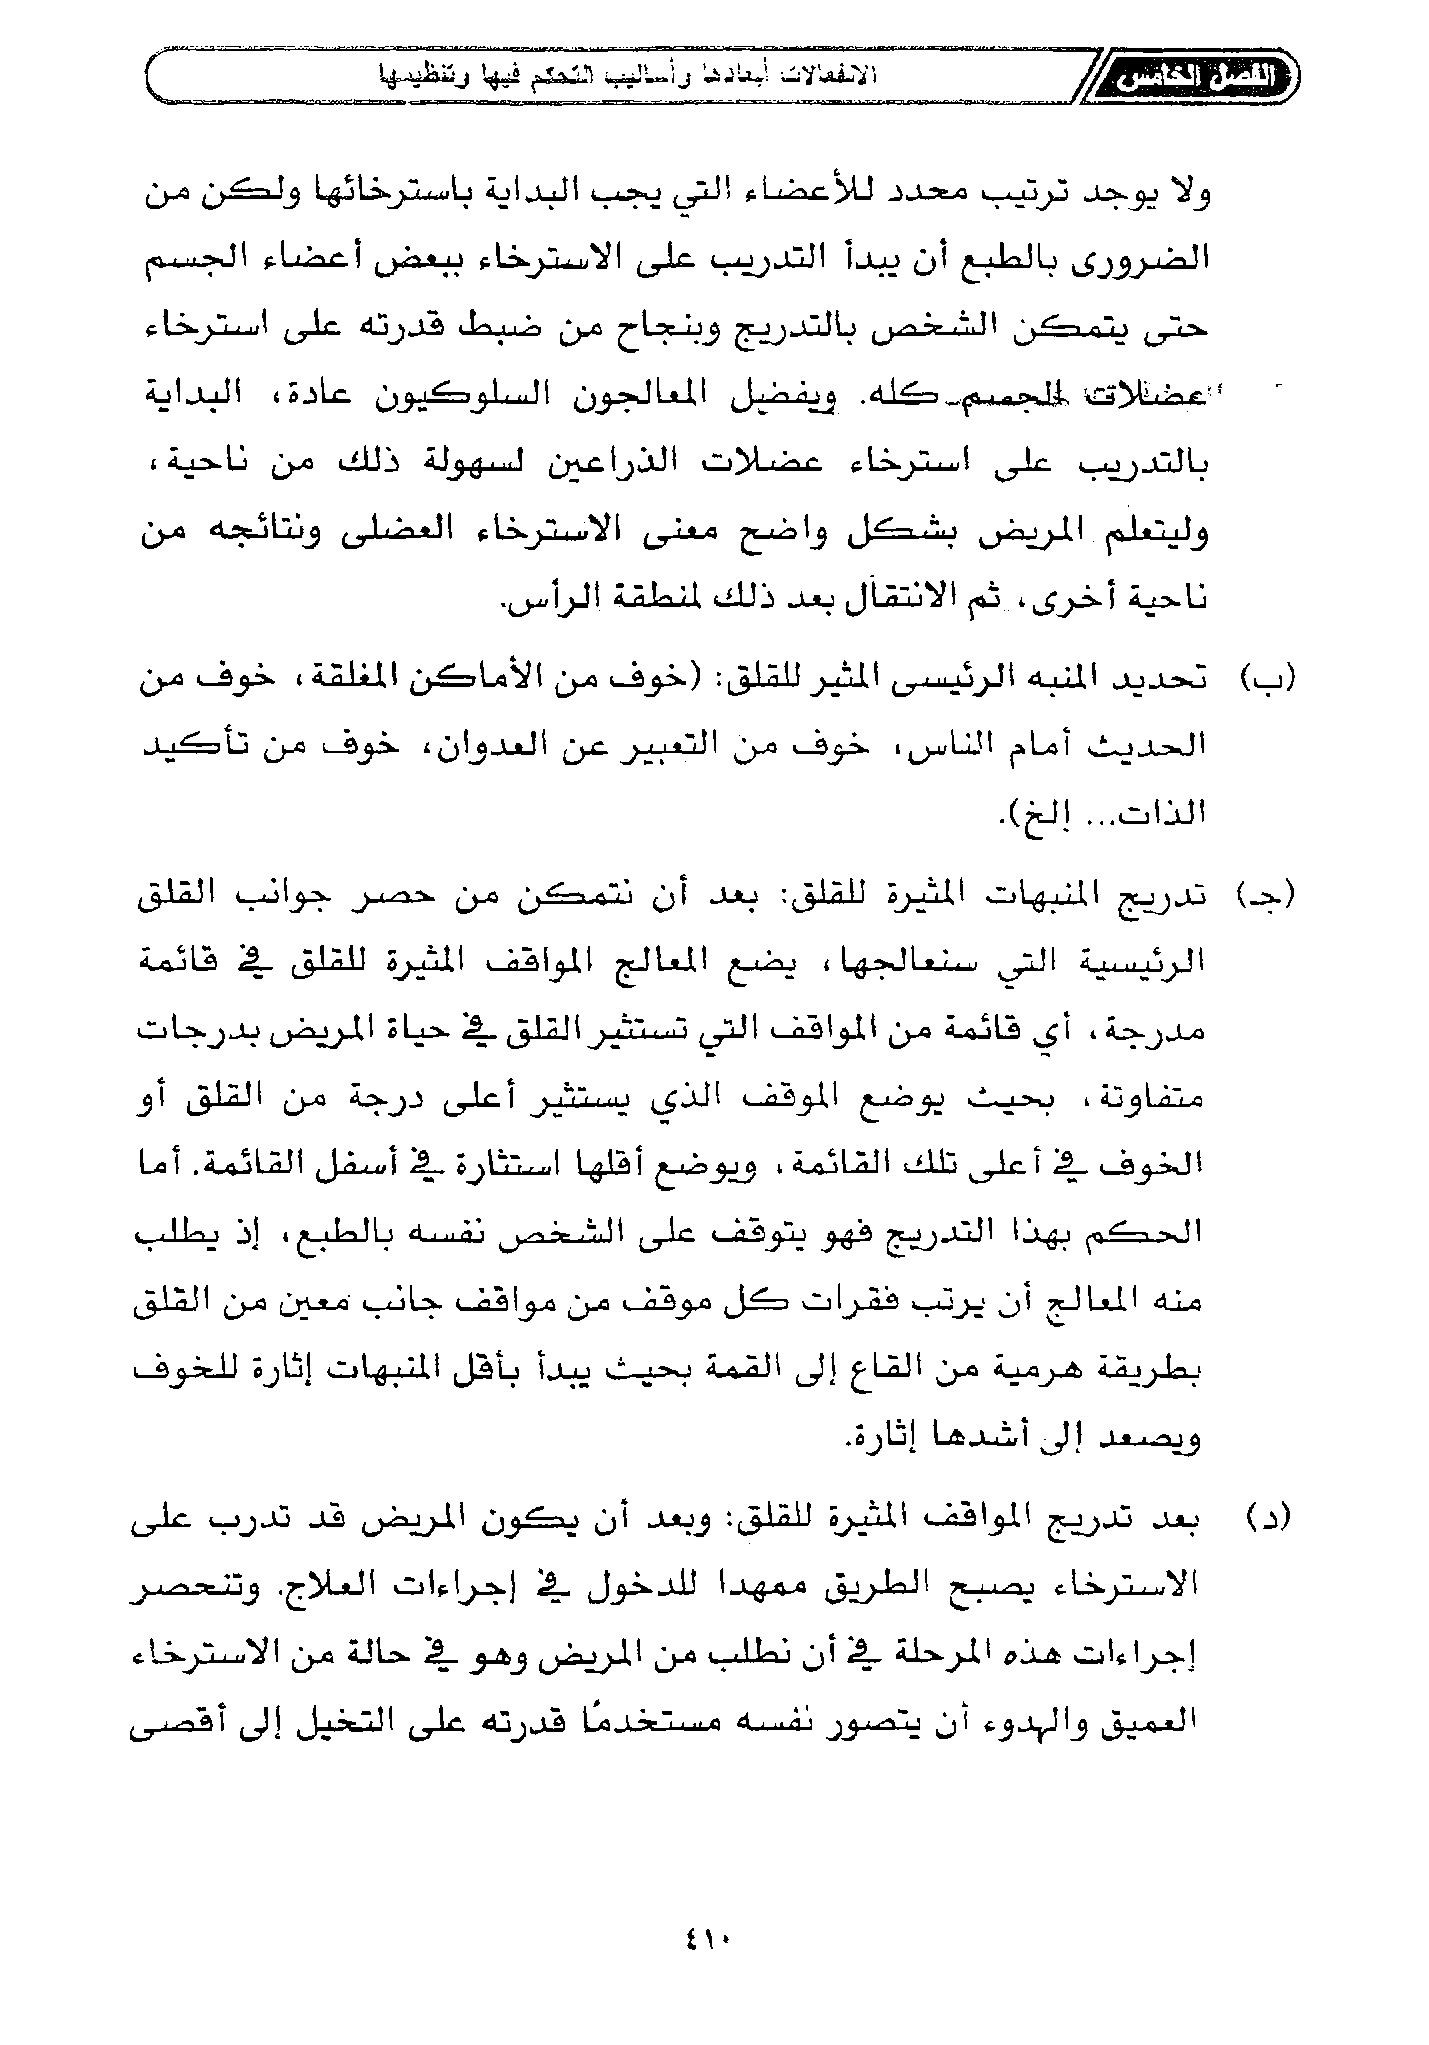 الفصل الخامس
الانفعالات أبعادها وأساليب التحكم فيها وتنظيمها
ولا يوجد ترتيب محدد للأعضاء التي يجب البداية باسترخائها ولكن من
الضرورى بالطبع أن يبدأ التدريب على الاسترخاء ببعض أعضاء الجسم
حتى يتمكن الشخص بالتدريج وبنجاح من ضبط قدرته على استرخاء
عضلات الجسم كله. ويفضل المعالجون السلوكيون عادة، البداية
بالتدريب على استرخاء عضلات الذراعين لسهولة ذلك من ناحية،
وليتعلم المريض بشكل واضح معنى الاسترخاء العضلى ونتائجه من
ناحية أخرى، ثم الانتقال بعد ذلك لمنطقة الرأس.
(ب) تحديد المنبه الرئيسى المثير للقلق: (خوف من الأماكن المغلقة، خوف من
الحديث أمام الناس، خوف من التعبير عن العدوان، خوف من تأكيد
الذات... إلخ).
(جـ) تدريج المنبهات المثيرة للقلق: بعد أن نتمكن من حصر جوانب القلق
الرئيسية التي سنعالجها، يضع المعالج المواقف المثيرة للقلق في قائمة
مدرجة، أي قائمة من المواقف التي تستثير القلق في حياة المريض بدرجات
متفاوتة، بحيث يوضع الموقف الذي يستثير أعلى درجة من القلق أو
الخوف في أعلى تلك القائمة، ويوضع أقلها استثارة في أسفل القائمة. أما
الحكم بهذا التدريج فهو يتوقف على الشخص نفسه بالطبع، إذ يطلب
منه المعالج أن يرتب فقرات كل موقف من مواقف جانب معين من القلق
بطريقة هرمية من القاع إلى القمة بحيث يبدأ بأقل المنبهات إثارة للخوف
ويصعد إلى أشدها إثارة.
(د) بعد تدريج المواقف المثيرة للقلق: وبعد أن يكون المريض قد تدرب على
الاسترخاء يصبح الطريق ممهدا للدخول في إجراءات العلاج. وتنحصر
إجراءات هذه المرحلة في أن نطلب من المريض وهو في حالة من الاسترخاء
العميق والهدوء أن يتصور نفسه مستخدمًا قدرته على التخيل إلى أقصى
٤١٠